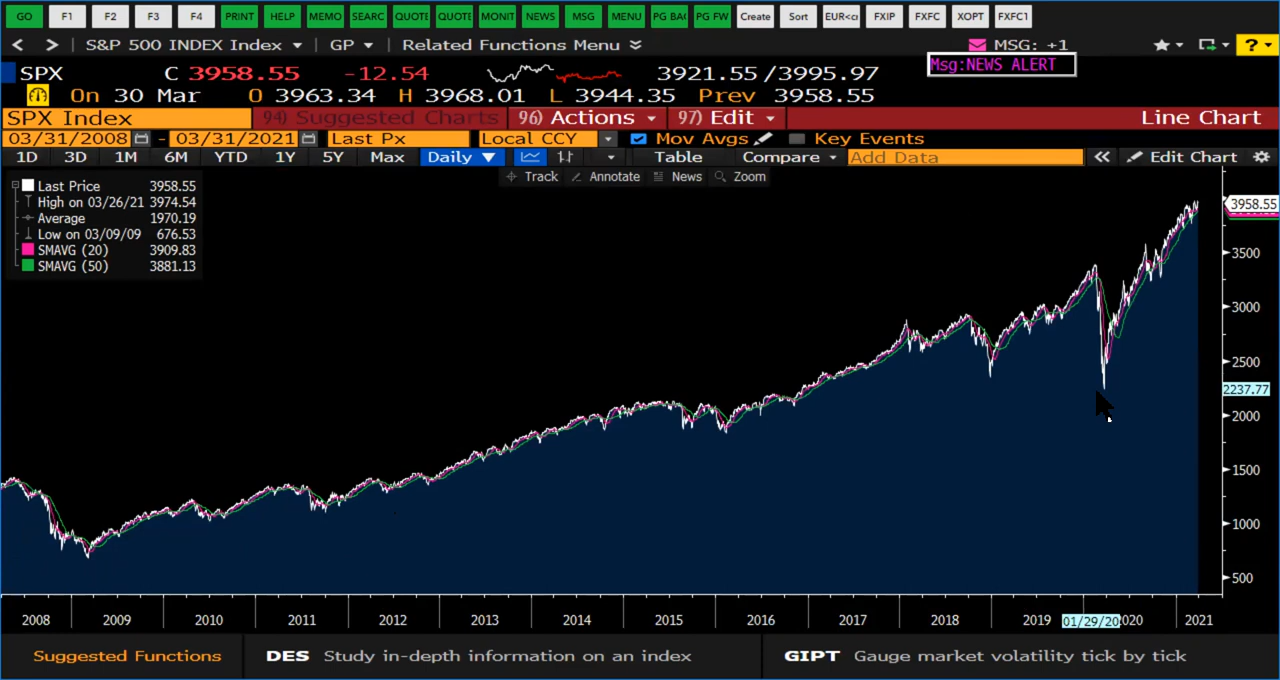 GO F1 F2 F3 F4 PRINT HELP MEMO SEARC QUOTE QUOTE MONIT NEWS MSG MENU PG BAC PG FW Create Sort EUR<cr FXIP FXFC XOPT FXFC1
< > S&P 500 INDEX Index GP Related Functions Menu MSG: +1 ?
Msg:NEWS ALERT
SPX C 3958.55 -12.54 3921.55 /3995.97
On 30 Mar O 3963.34 H 3968.01 L 3944.35 Prev 3958.55
SPX Index 94) Suggested Charts 96) Actions 97) Edit Line Chart
03/31/2008 - 03/31/2021 Last Px Local CCY Mov Avgs Key Events
1D 3D 1M 6M YTD 1Y 5Y Max Daily Table Compare Add Data « Edit Chart
Track Annotate News Zoom
Last Price 3958.55
High on 03/26/21 3974.54
Average 1970.19
Low on 03/09/09 676.53
SMAVG (20) 3909.83
SMAVG (50) 3881.13
3958.55
3500
3000
2500
2237.77
2000
1500
1000
500
2008 2009 2010 2011 2012 2013 2014 2015 2016 2017 2018 2019 01/29/20 2020 2021
Suggested Functions DES Study in-depth information on an index GIPT Gauge market volatility tick by tick